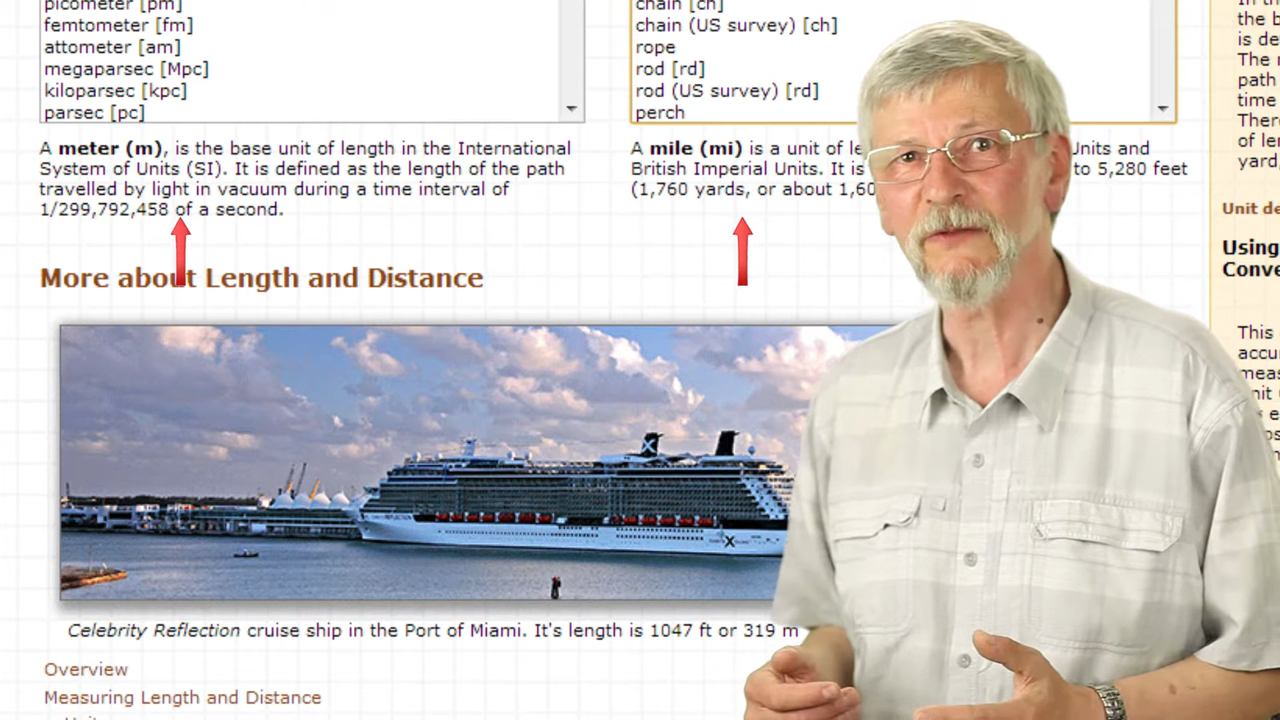 picometer [pm]
femtometer [fm]
attometer [am]
megaparsec [Mpc]
kiloparsec [kpc]
parsec [pc]
chain [ch]
chain (US survey) [ch]
rope
rod [rd]
rod (US survey) [rd]
perch
A meter (m), is the base unit of length in the International
System of Units (SI). It is defined as the length of the path
travelled by light in vacuum during a time interval of
1/299,792,458 of a second.
A mile (mi) is a unit of le Units and
British Imperial Units. It is to 5,280 feet
(1,760 yards, or about 1,60
More about Length and Distance
Celebrity Reflection cruise ship in the Port of Miami. It's length is 1047 ft or 319 m
Overview
Measuring Length and Distance
the b
is de
The
path
time
Ther
of le
yard,
Unit de
Using
Conve
This
accu
meas